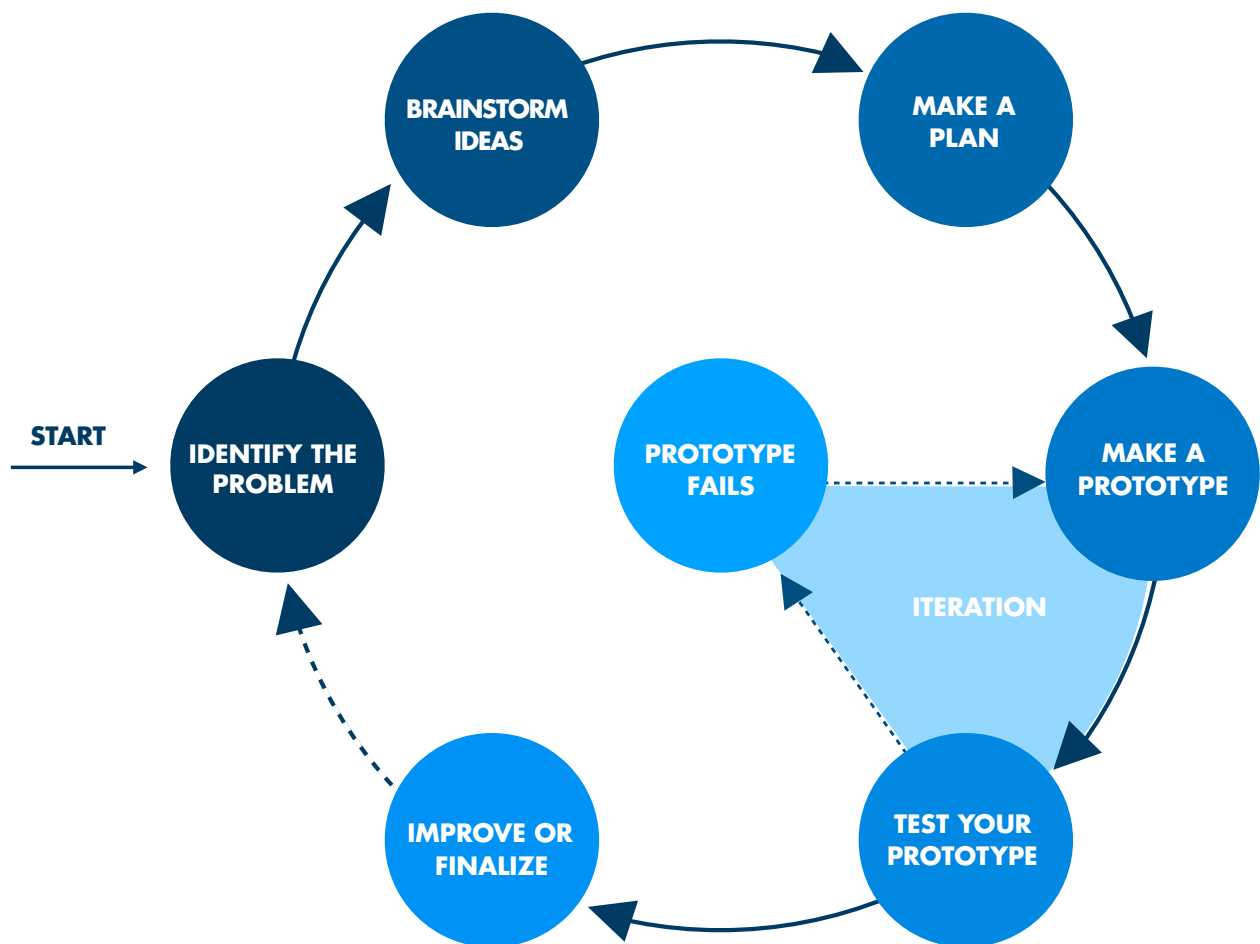 START
IDENTIFY THE
PROBLEM
BRAINSTORM
IDEAS
MAKE A
PLAN
MAKE A
PROTOTYPE
TEST YOUR
PROTOTYPE
PROTOTYPE
FAILS
ITERATION
IMPROVE OR
FINALIZE